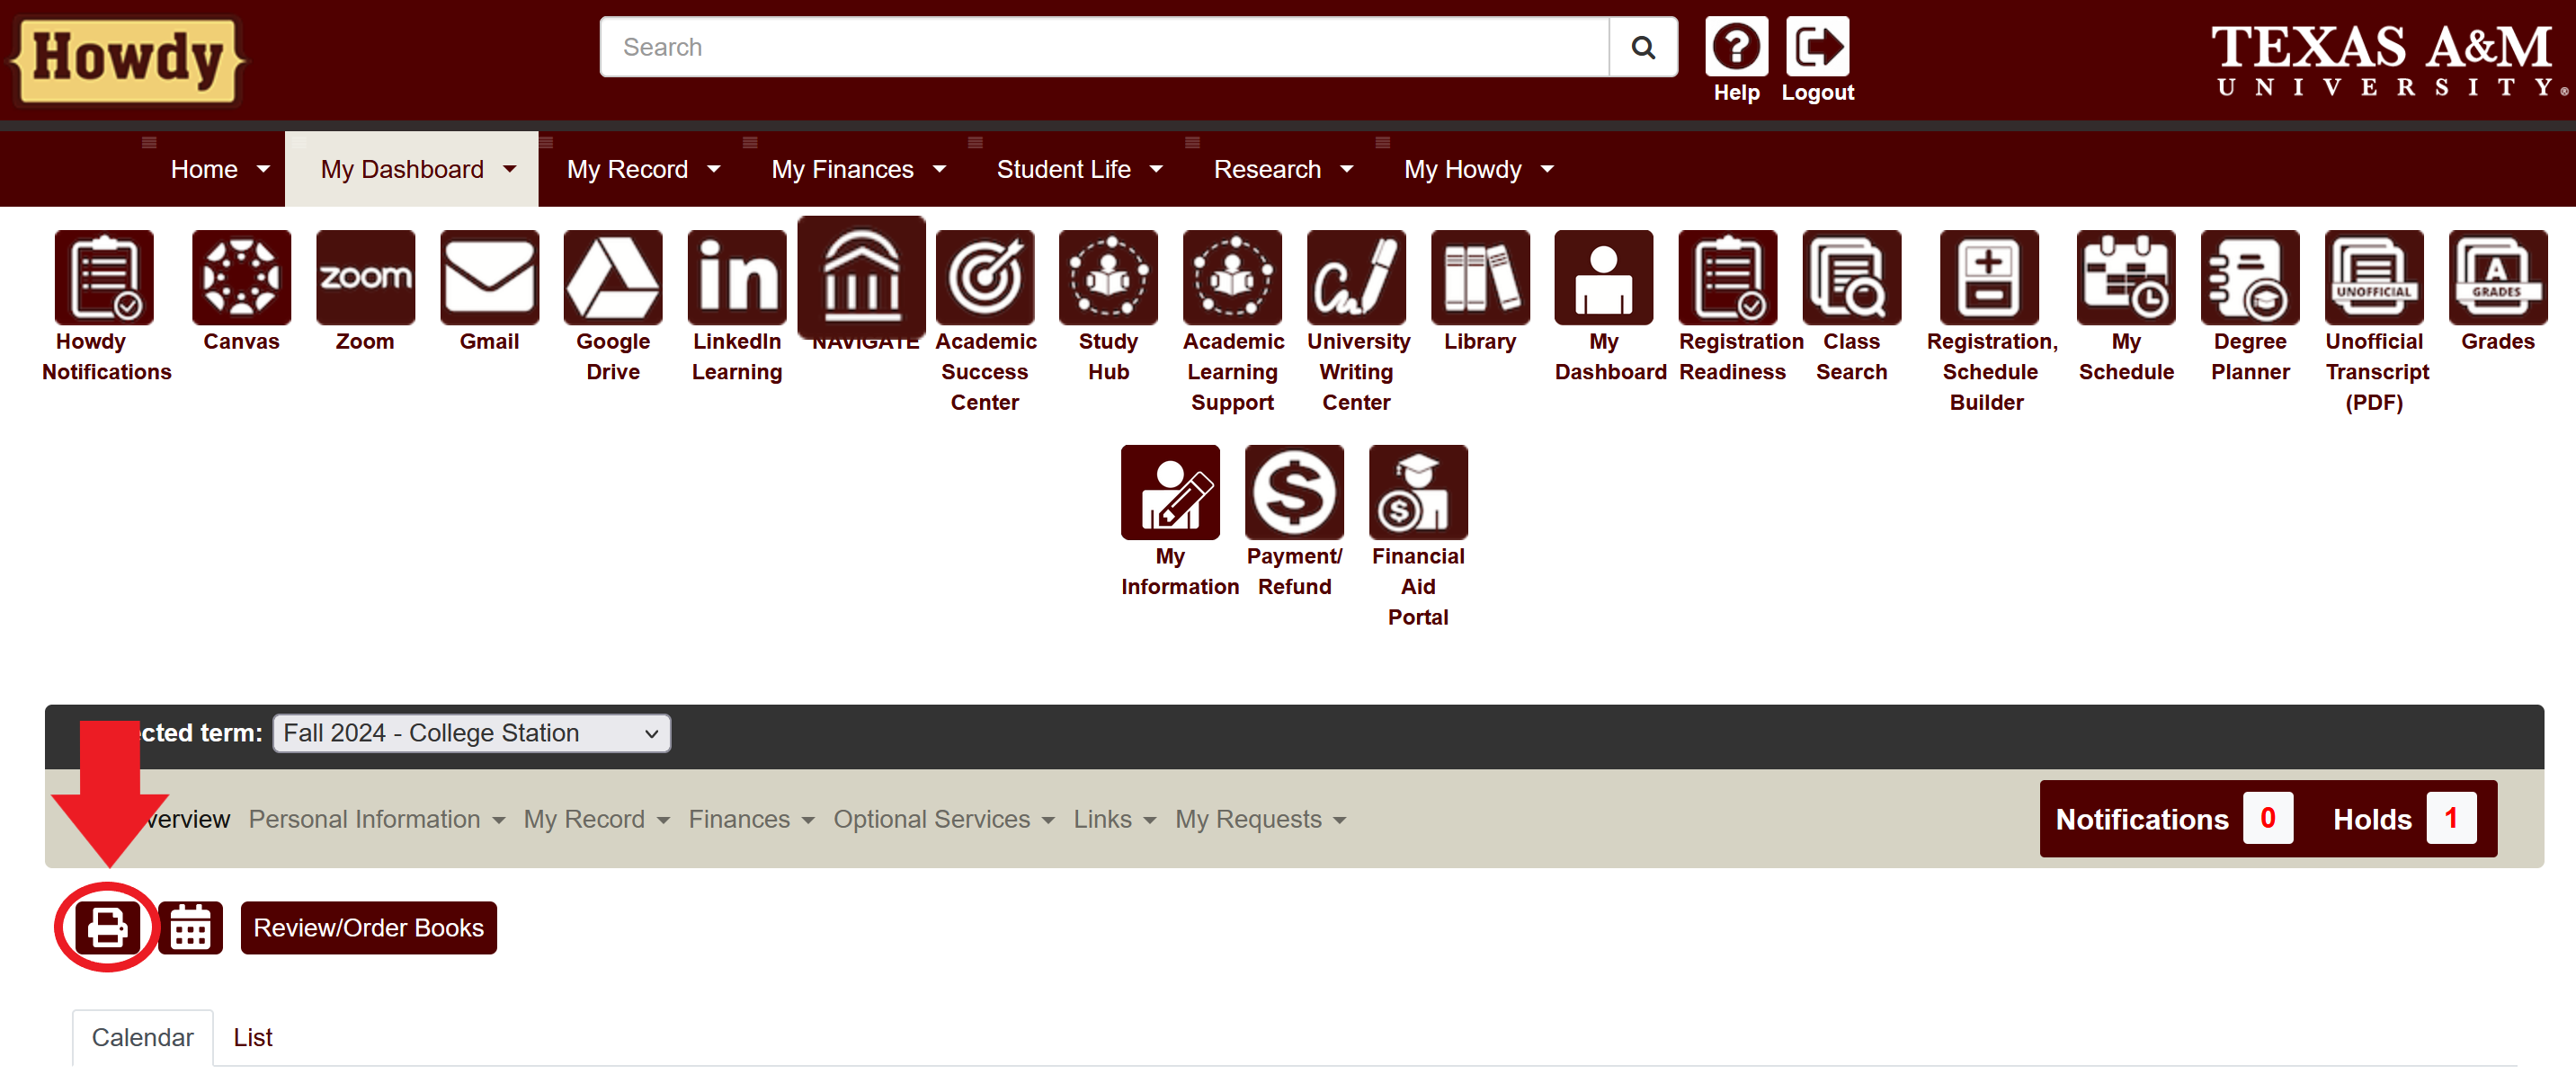 Howdy
Search
Help
Logout
TEXAS A&M
UNIVERSITY®
Home
My Dashboard
My Record
My Finances
Student Life
Research
My Howdy
zoom
in
UNOFFICIAL
A
GRADES
Howdy
Notifications
Canvas
Zoom
Gmail
Google
Drive
LinkedIn
Learning
NAVIGATE
Academic
Success
Center
Study
Hub
Academic
Learning
Support
University
Writing
Center
Library
My
Dashboard
Registration
Readiness
Class
Search
Registration,
Schedule
Builder
My
Schedule
Degree
Planner
Unofficial
Transcript
(PDF)
Grades
My
Information
Payment/
Refund
Financial
Aid
Portal
ected term: Fall 2024 - College Station
verview
Personal Information
My Record
Finances
Optional Services
Links
My Requests
Notifications 0
Holds 1
Review/Order Books
Calendar
List